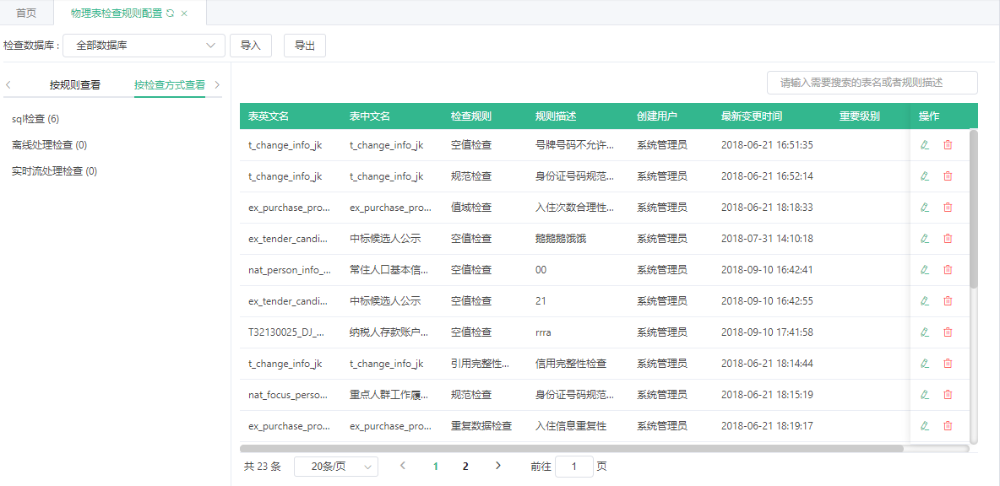 首页 物理表检查规则配置
检查数据库： 全部数据库 导入 导出
按规则查看 按检查方式查看
sql检查 (6)
离线处理检查 (0)
实时流处理检查 (0)
请输入需要搜索的表名或者规则描述
表英文名 表中文名 检查规则 规则描述 创建用户 最新变更时间 重要级别 操作
t_change_info_jk t_change_info_jk 空值检查 号牌号码不允许... 系统管理员 2018-06-21 16:51:35
t_change_info_jk t_change_info_jk 规范检查 身份证号码规范... 系统管理员 2018-06-21 16:52:14
ex_purchase_pro... ex_purchase_pro... 值域检查 入住次数合理性... 系统管理员 2018-06-21 18:18:33
ex_tender_candi... 中标候选人公示 空值检查 鹅鹅鹅饿饿 系统管理员 2018-07-31 14:10:18
nat_person_info_... 常住人口基本信... 空值检查 00 系统管理员 2018-09-10 16:42:41
ex_tender_candi... 中标候选人公示 空值检查 21 系统管理员 2018-09-10 16:42:55
T32130025_DJ_... 纳税人存款账户... 空值检查 rrra 系统管理员 2018-09-10 17:41:58
t_change_info_jk t_change_info_jk 引用完整性... 信用完整性检查 系统管理员 2018-06-21 18:14:44
nat_focus_perso... 重点人群工作履... 规范检查 身份证号码规范... 系统管理员 2018-06-21 18:15:19
ex_purchase_pro... ex_purchase_pro... 重复数据检查 入住信息重复性 系统管理员 2018-06-21 18:19:17
共 23 条 20条/页 1 2 前往 1 页